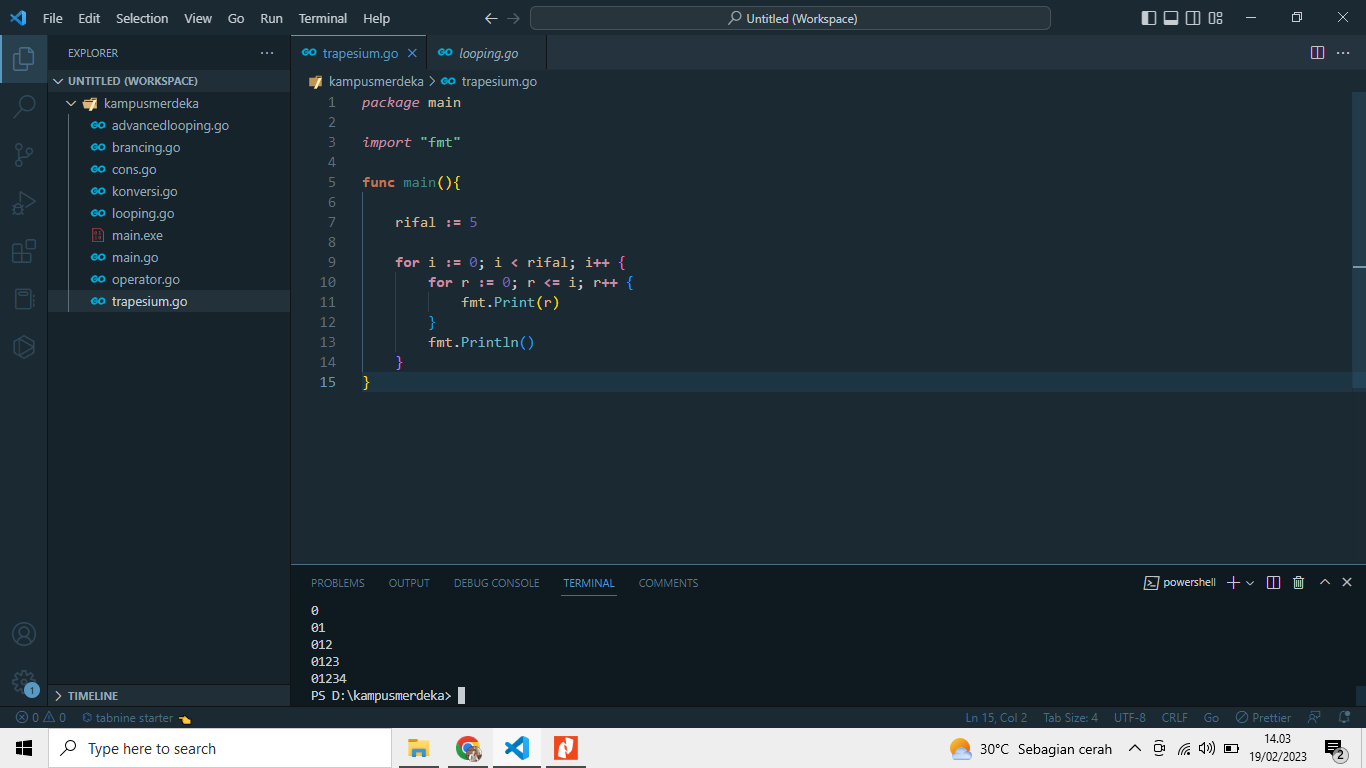 File Edit Selection View Go Run Terminal Help
Untitled (Workspace)
EXPLORER
UNTITLED (WORKSPACE)
kampusmerdeka
advancedlooping.go
brancing.go
cons.go
konversi.go
looping.go
main.exe
main.go
operator.go
trapesium.go
TIMELINE
trapesium.go looping.go
kampusmerdeka > trapesium.go
1 package main
2
3 import "fmt"
4
5 func main(){
6
7 rifal := 5
8
9 for i := 0; i < rifal; i++ {
10 for r := 0; r <= i; r++ {
11 fmt.Print(r)
12 }
13 fmt.Println()
14 }
15 }
PROBLEMS OUTPUT DEBUG CONSOLE TERMINAL COMMENTS
powershell
0
01
012
0123
01234
PS D:\kampusmerdeka>
1
0 0 tabnine starter Ln 15, Col 2 Tab Size: 4 UTF-8 CRLF Go Prettier
Type here to search
30°C Sebagian cerah
14.03
19/02/2023
2